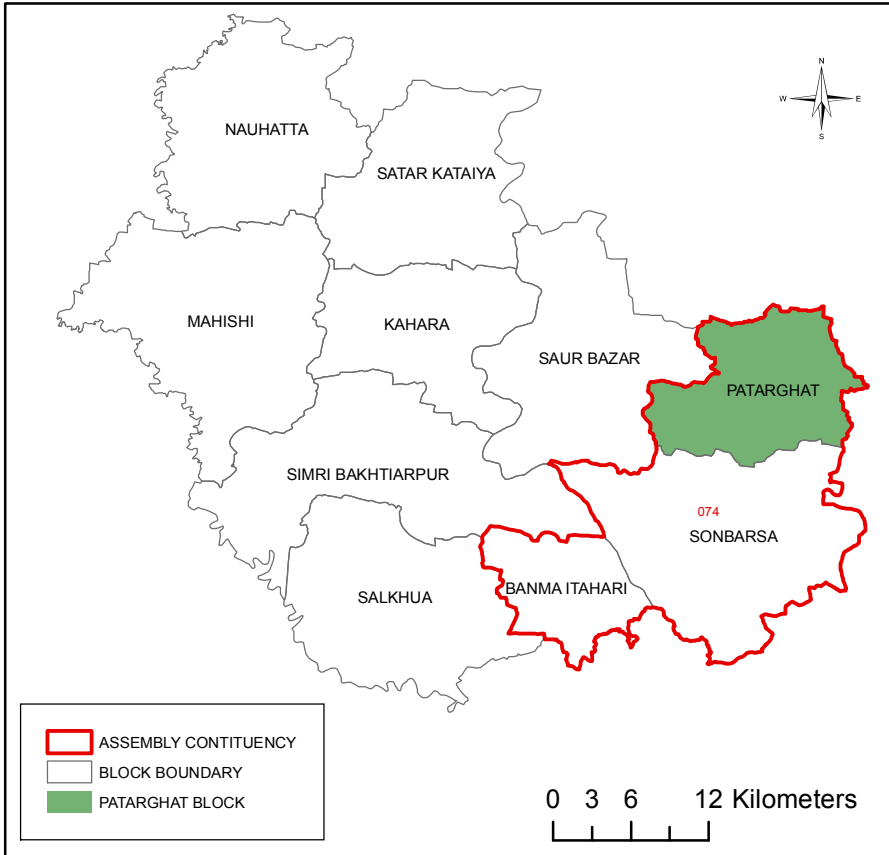 N
W E
S
NAUHATTA
SATAR KATAIYA
MAHISHI
KAHARA
SAUR BAZAR
PATARGHAT
SIMRI BAKHTIARPUR
074
SONBARSA
BANMA ITAHARI
SALKHUA
ASSEMBLY CONTITUENCY
BLOCK BOUNDARY
PATARGHAT BLOCK
0 3 6 12 Kilometers